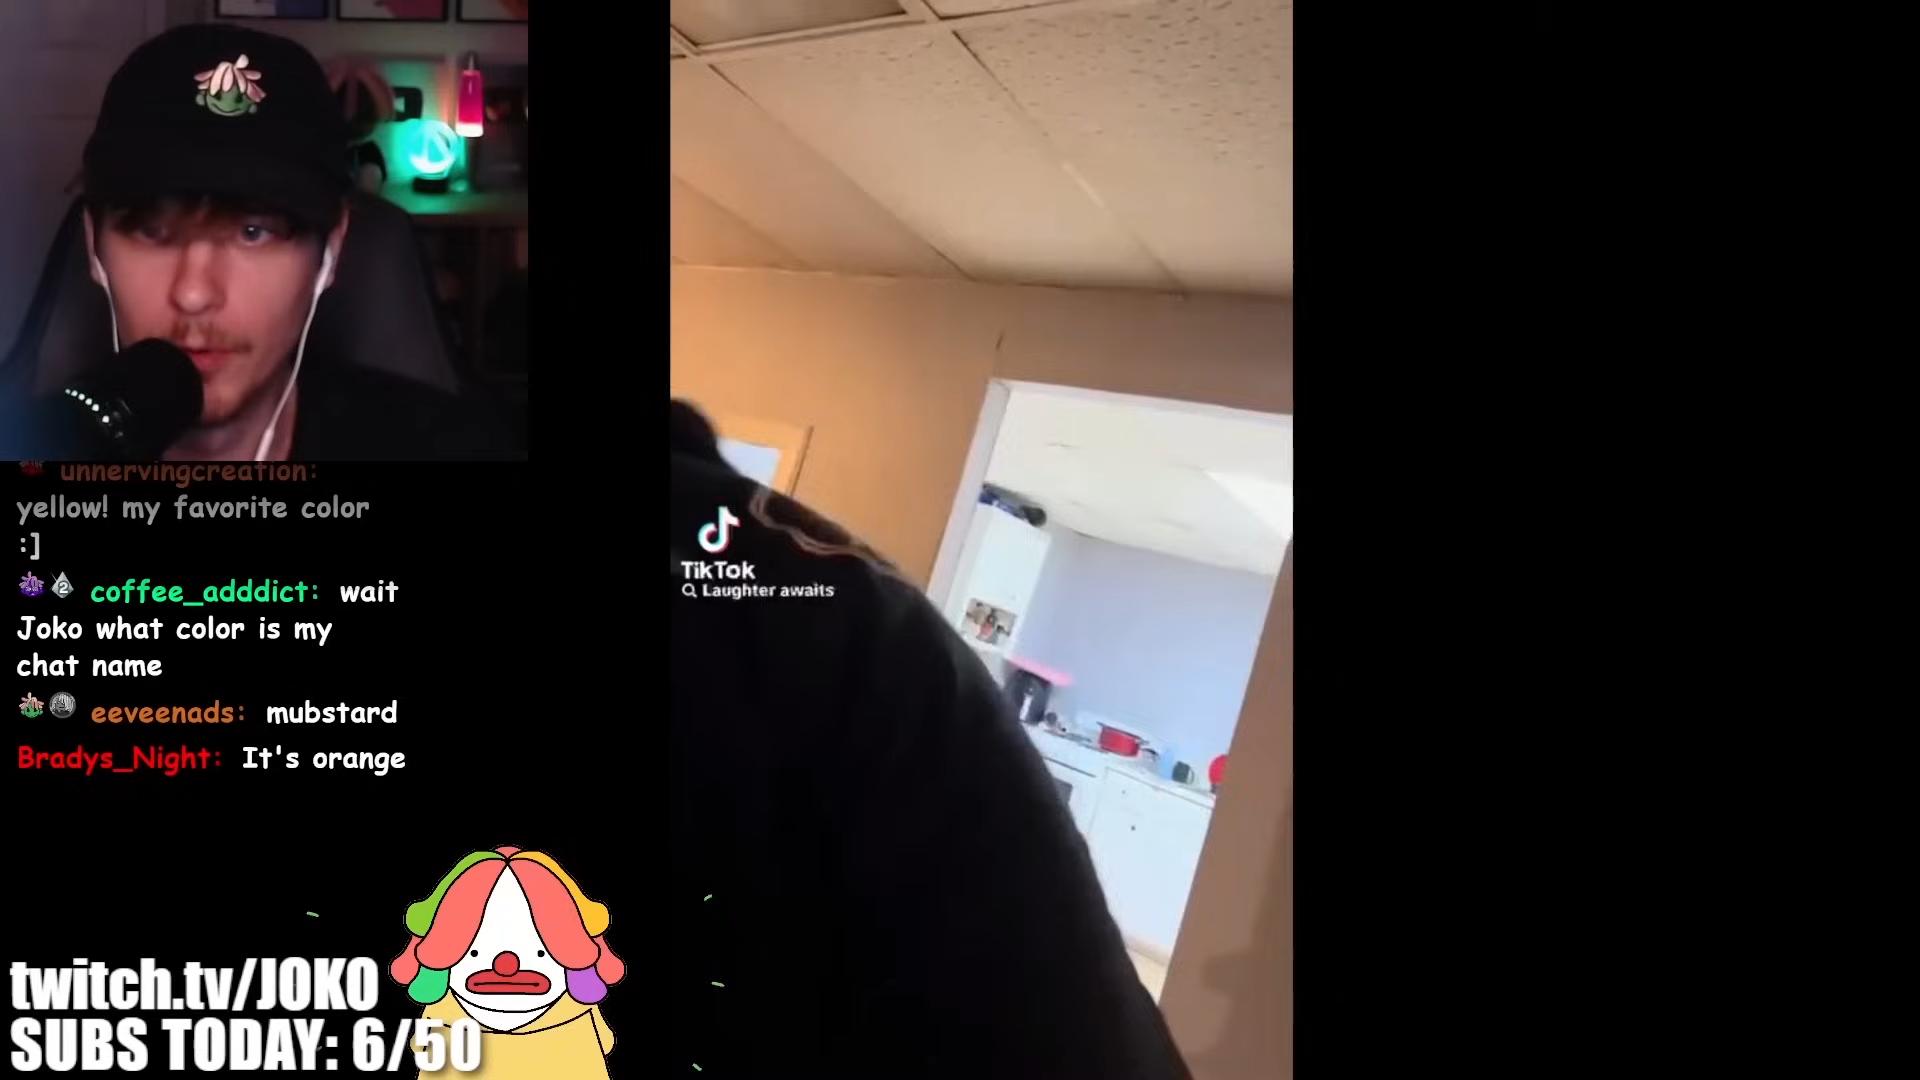 unnervingcreation:
yellow! my favorite color
:]
coffee_adddict: wait
Joko what color is my
chat name
eeveenads: mubstard
Bradys_Night: It's orange
TikTok
Laughter awaits
twitch.tv/JOKO
SUBS TODAY: 6/50